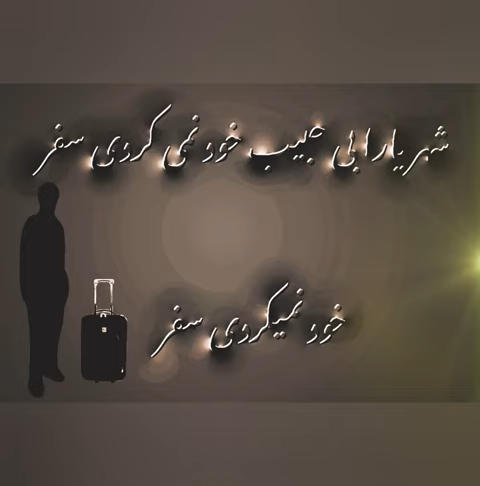 شهریارا بی حبیب خود نمی کردی سفر
خود نمیکردی سفر